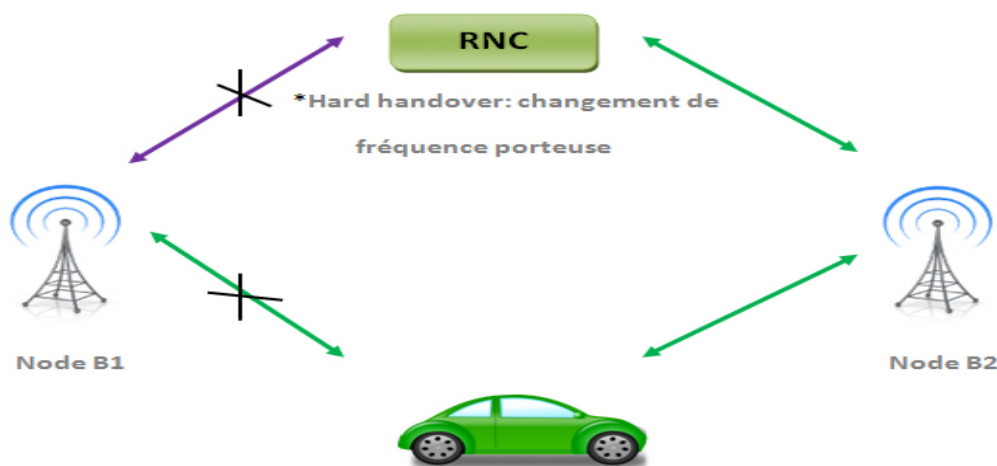 RNC
*Hard handover: changement de
fréquence porteuse
Node B1
Node B2